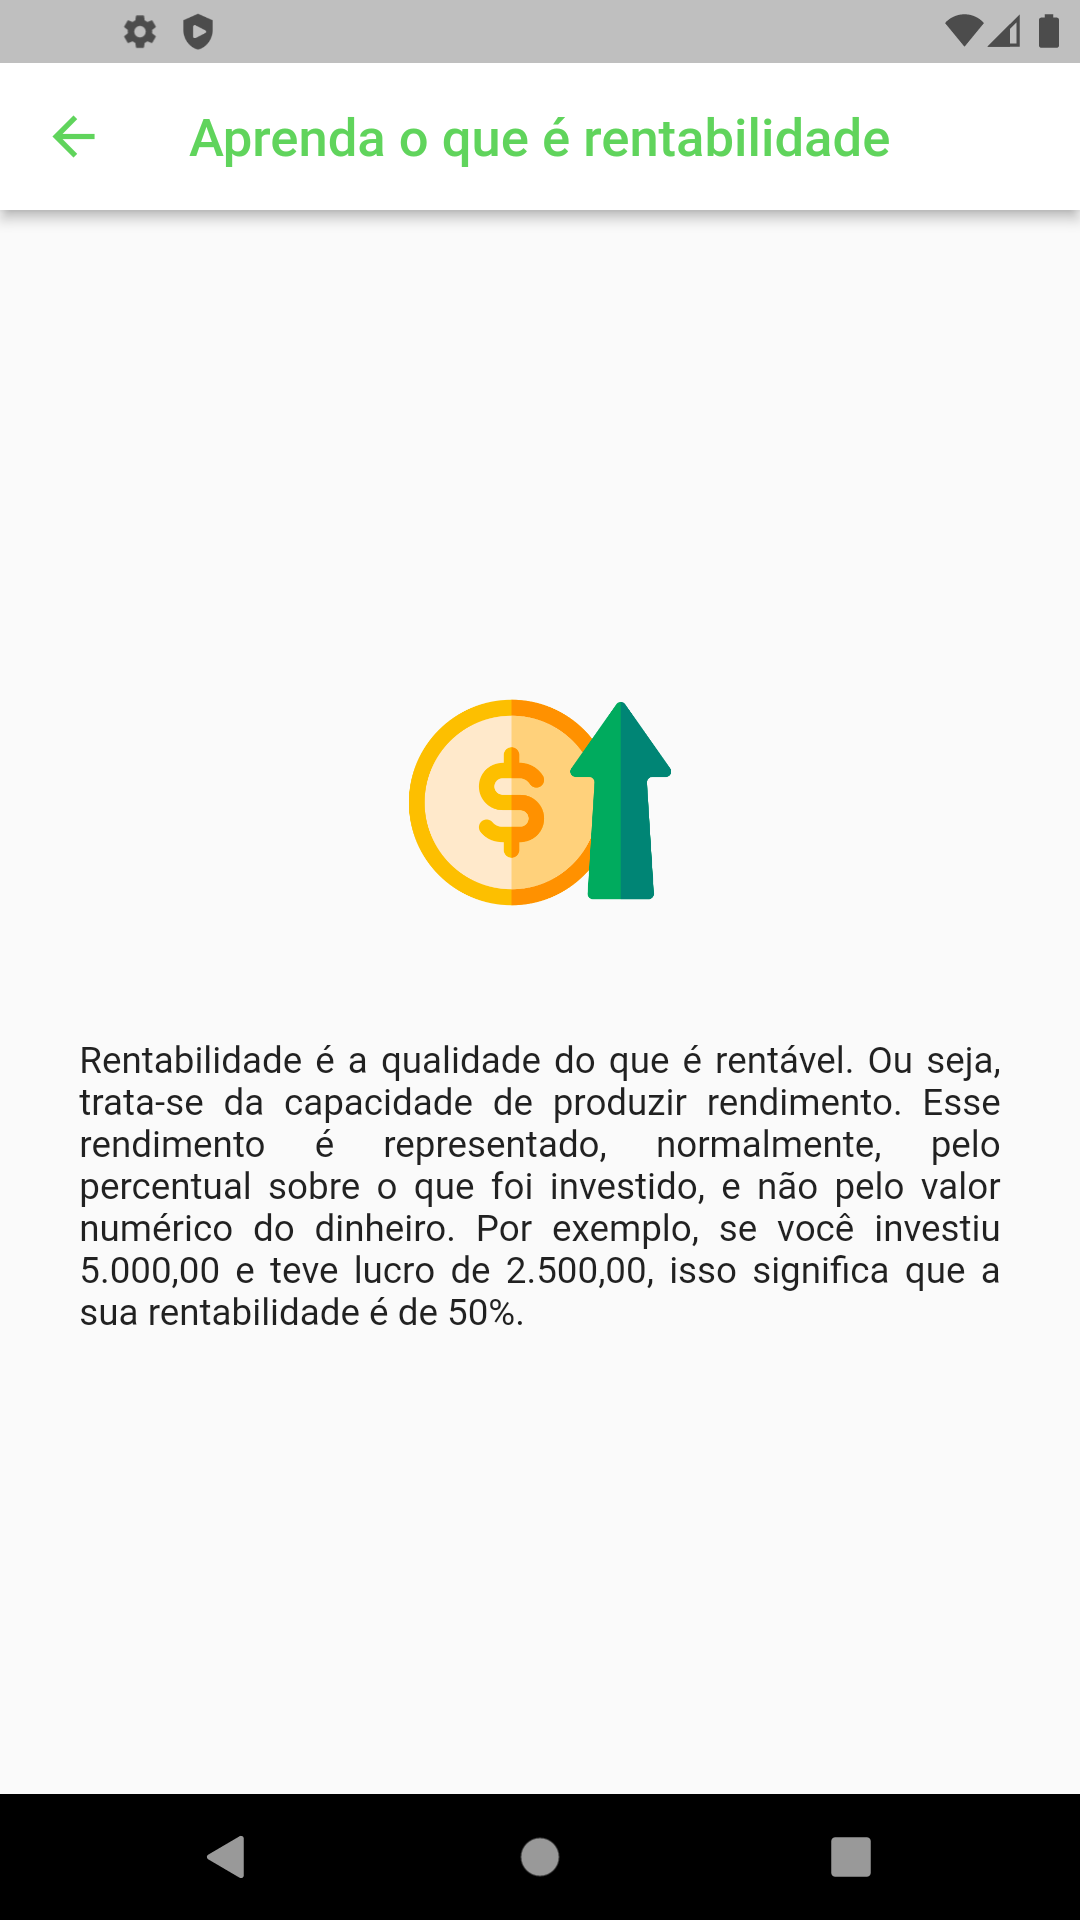 Aprenda o que é rentabilidade
$
Rentabilidade é a qualidade do que é rentável. Ou seja,
trata-se da capacidade de produzir rendimento. Esse
rendimento é representado, normalmente, pelo
percentual sobre o que foi investido, e não pelo valor
numérico do dinheiro. Por exemplo, se você investiu
5.000,00 e teve lucro de 2.500,00, isso significa que a
sua rentabilidade é de 50%.